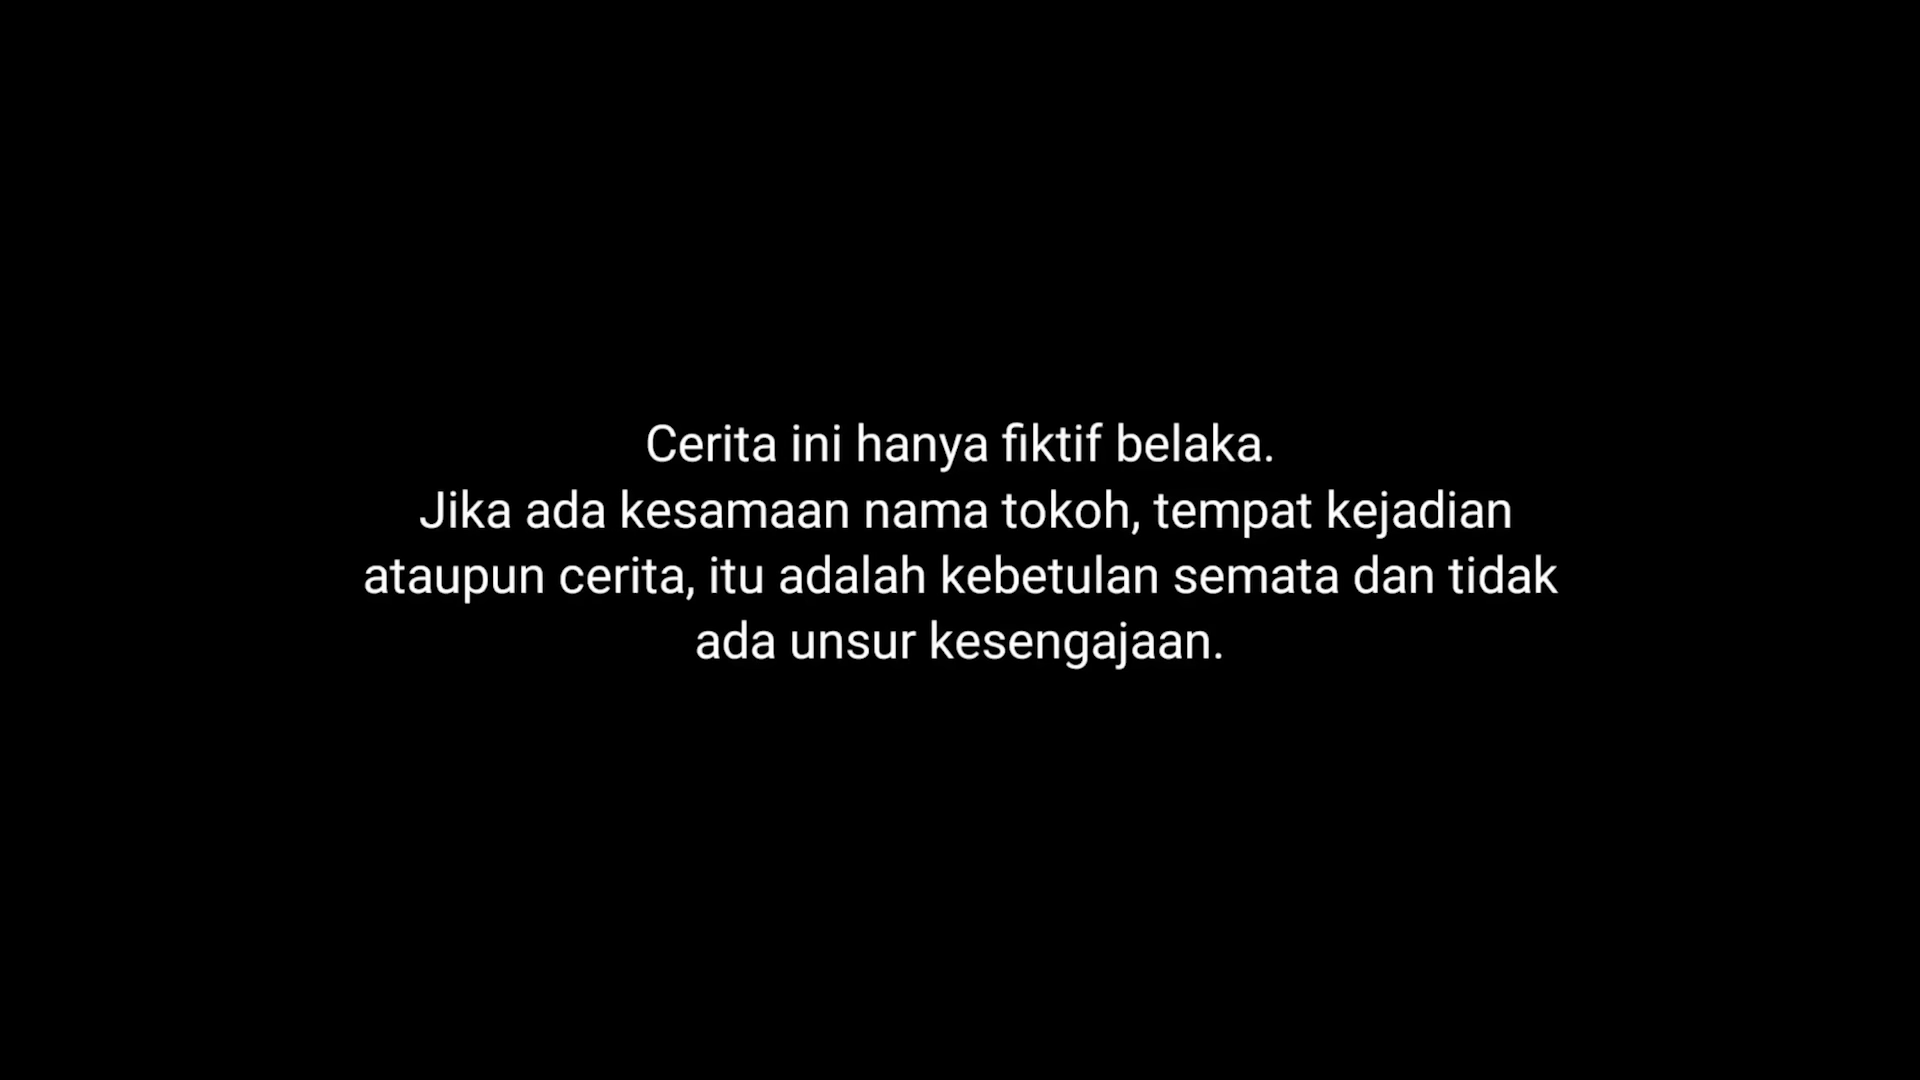 Cerita ini hanya fiktif belaka.
Jika ada kesamaan nama tokoh, tempat kejadian
ataupun cerita, itu adalah kebetulan semata dan tidak
ada unsur kesengajaan.